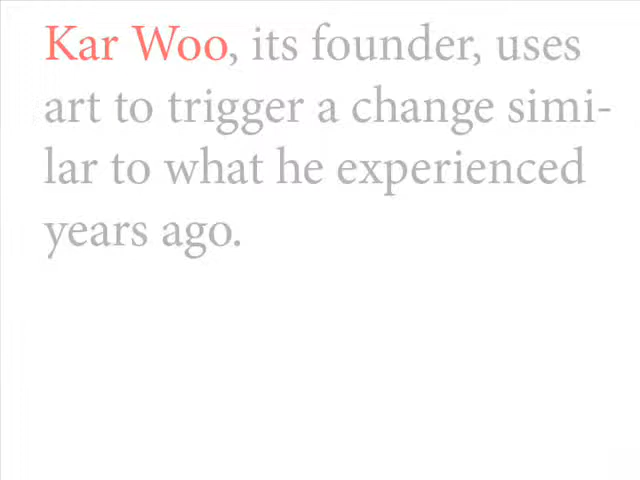 Kar Woo, its founder, uses
art to trigger a change simi-
lar to what he experienced
years ago.